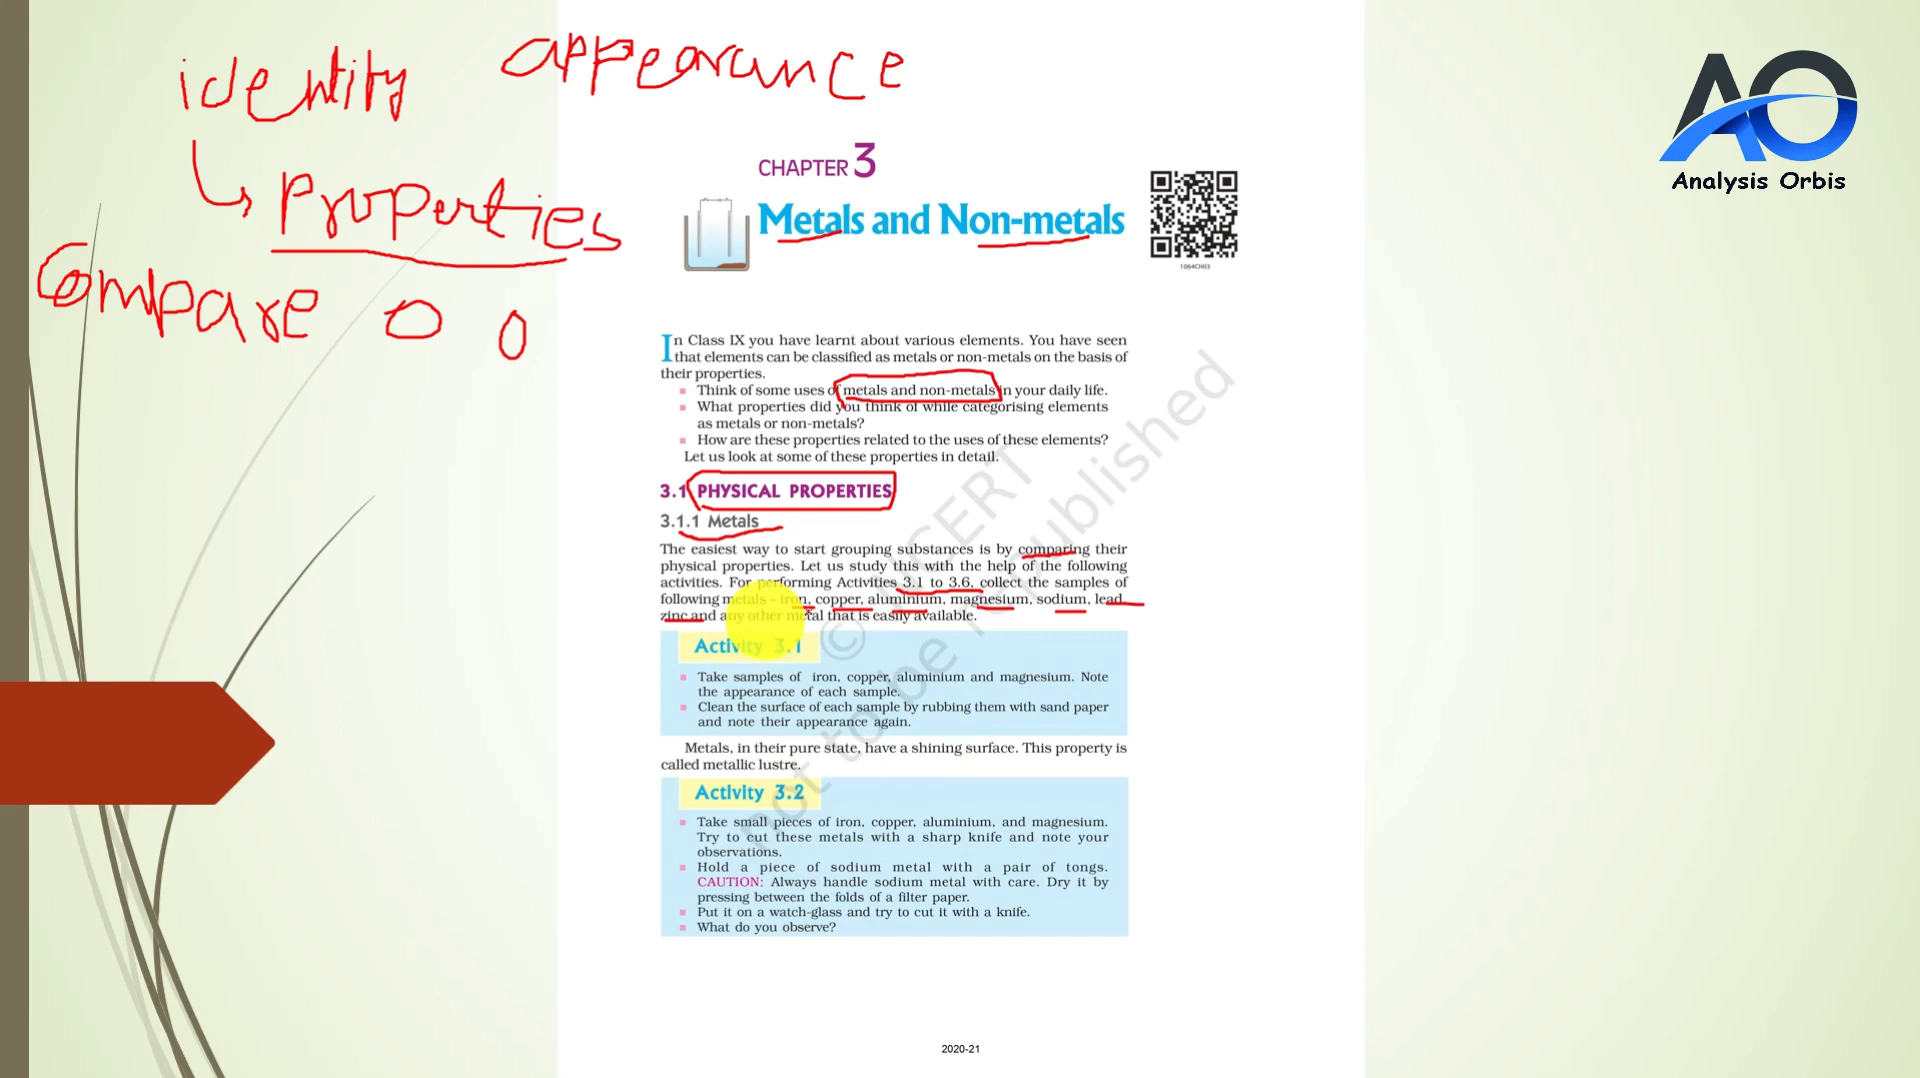 identity appearance
Properties
Compare O O
AO
Analysis Orbis
CHAPTER 3
Metals and Non-metals
1064CH03
In Class IX you have learnt about various elements. You have seen
that elements can be classified as metals or non-metals on the basis of
their properties.
Think of some uses of metals and non-metals in your daily life.
What properties did you think of while categorising elements
as metals or non-metals?
How are these properties related to the uses of these elements?
Let us look at some of these properties in detail.
3.1 PHYSICAL PROPERTIES
3.1.1 Metals
The easiest way to start grouping substances is by comparing their
physical properties. Let us study this with the help of the following
activities. For performing Activities 3.1 to 3.6, collect the samples of
following metals – iron, copper, aluminium, magnesium, sodium, lead,
zinc and any other metal that is easily available.
Activity 3.1
Take samples of iron, copper, aluminium and magnesium. Note
the appearance of each sample.
Clean the surface of each sample by rubbing them with sand paper
and note their appearance again.
Metals, in their pure state, have a shining surface. This property is
called metallic lustre.
Activity 3.2
Take small pieces of iron, copper, aluminium, and magnesium.
Try to cut these metals with a sharp knife and note your
observations.
Hold a piece of sodium metal with a pair of tongs.
CAUTION: Always handle sodium metal with care. Dry it by
pressing between the folds of a filter paper.
Put it on a watch-glass and try to cut it with a knife.
What do you observe?
© NCERT
not to be republished
2020-21